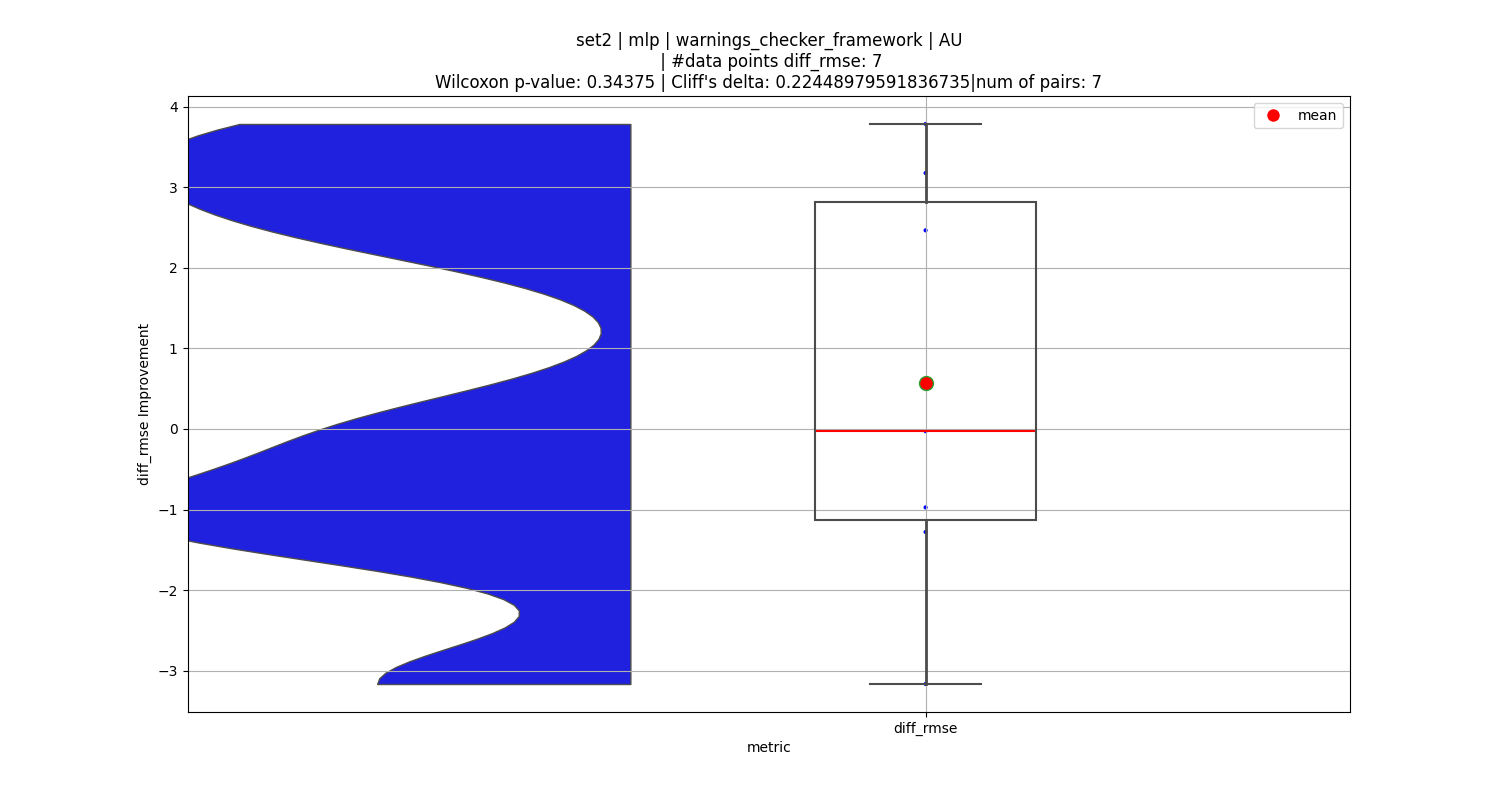 set2 | mlp | warnings_checker_framework | AU
| #data points diff_rmse: 7
Wilcoxon p-value: 0.34375 | Cliff's delta: 0.22448979591836735|num of pairs: 7
mean
4
3
2
1
0
−1
−2
−3
diff_rmse Improvement
diff_rmse
metric